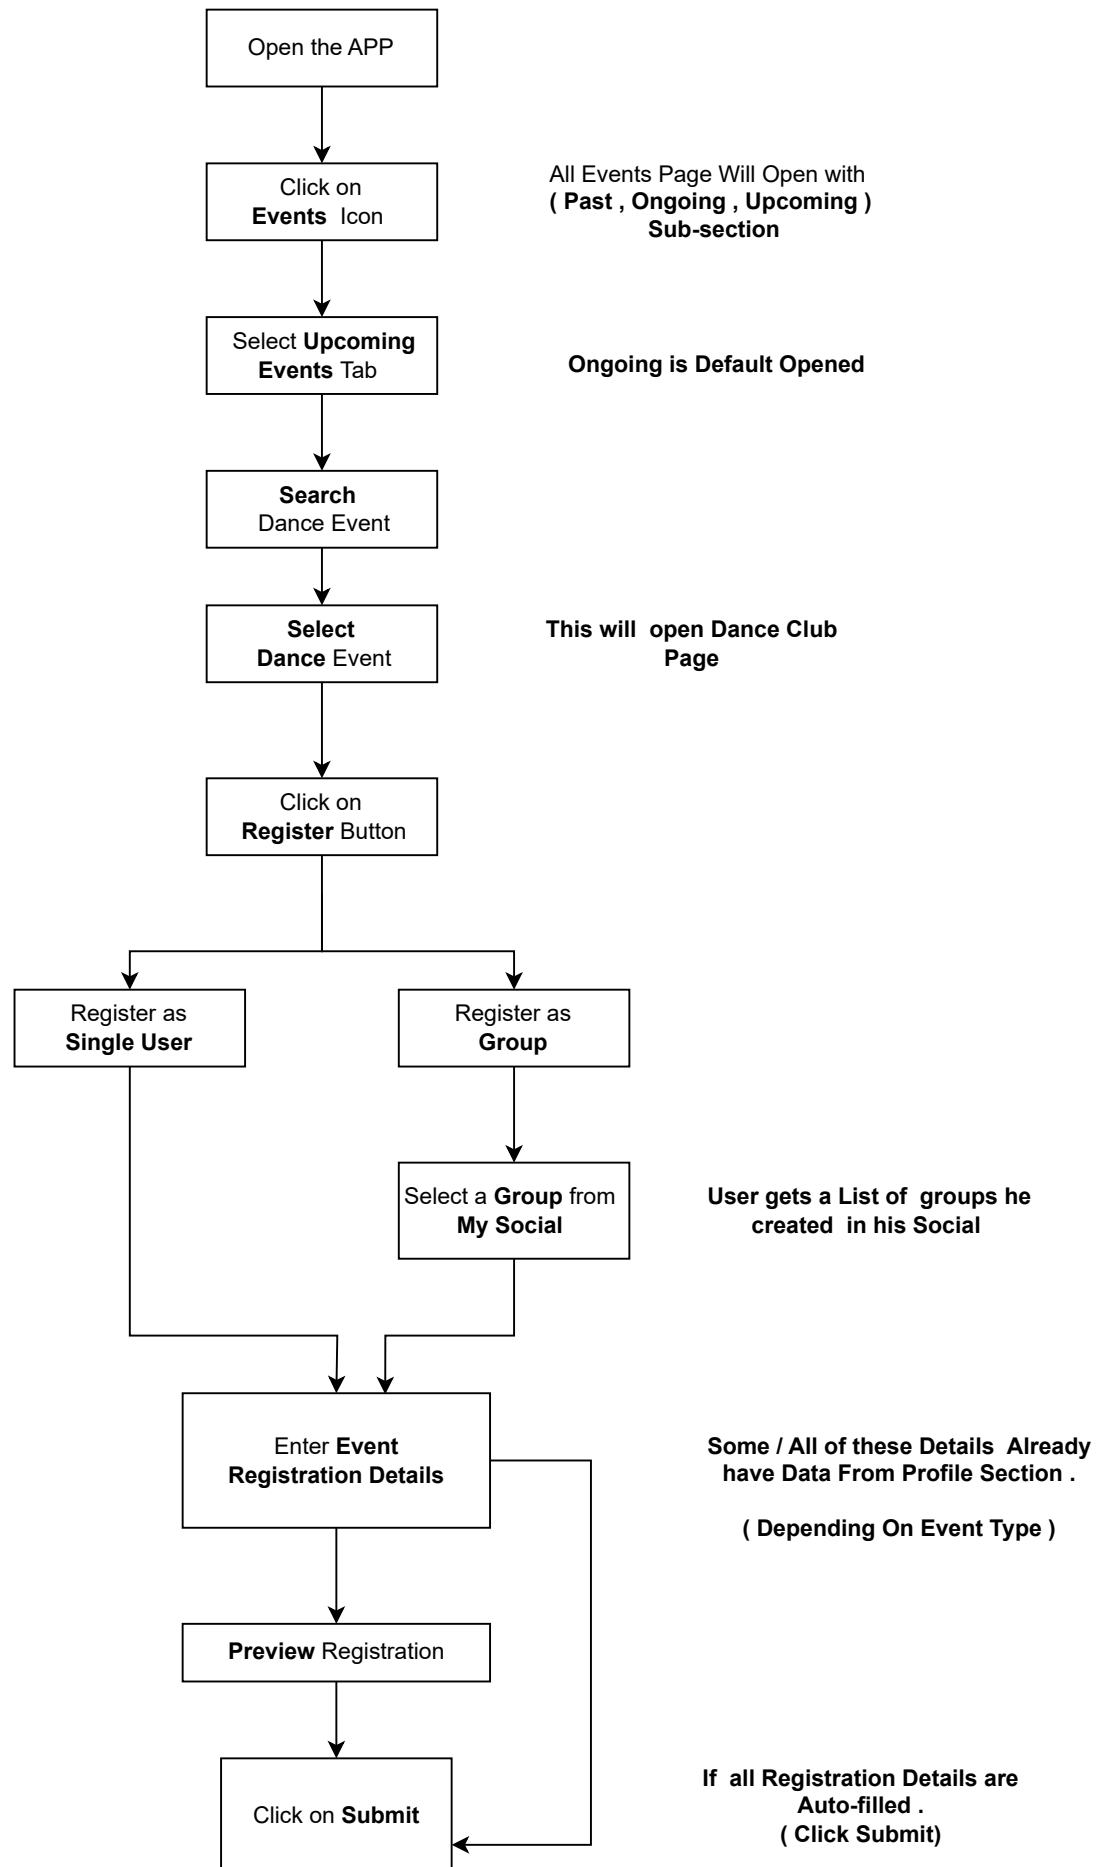 Open the APP
Click on
Events Icon
All Events Page Will Open with
( Past , Ongoing , Upcoming )
Sub-section
Select Upcoming
Events Tab
Ongoing is Default Opened
Search
Dance Event
Select
Dance Event
This will open Dance Club
Page
Click on
Register Button
Register as
Single User
Register as
Group
Select a Group from
My Social
User gets a List of groups he
created in his Social
Enter Event
Registration Details
Some / All of these Details Already
have Data From Profile Section .
( Depending On Event Type )
Preview Registration
Click on Submit
If all Registration Details are
Auto-filled .
( Click Submit)